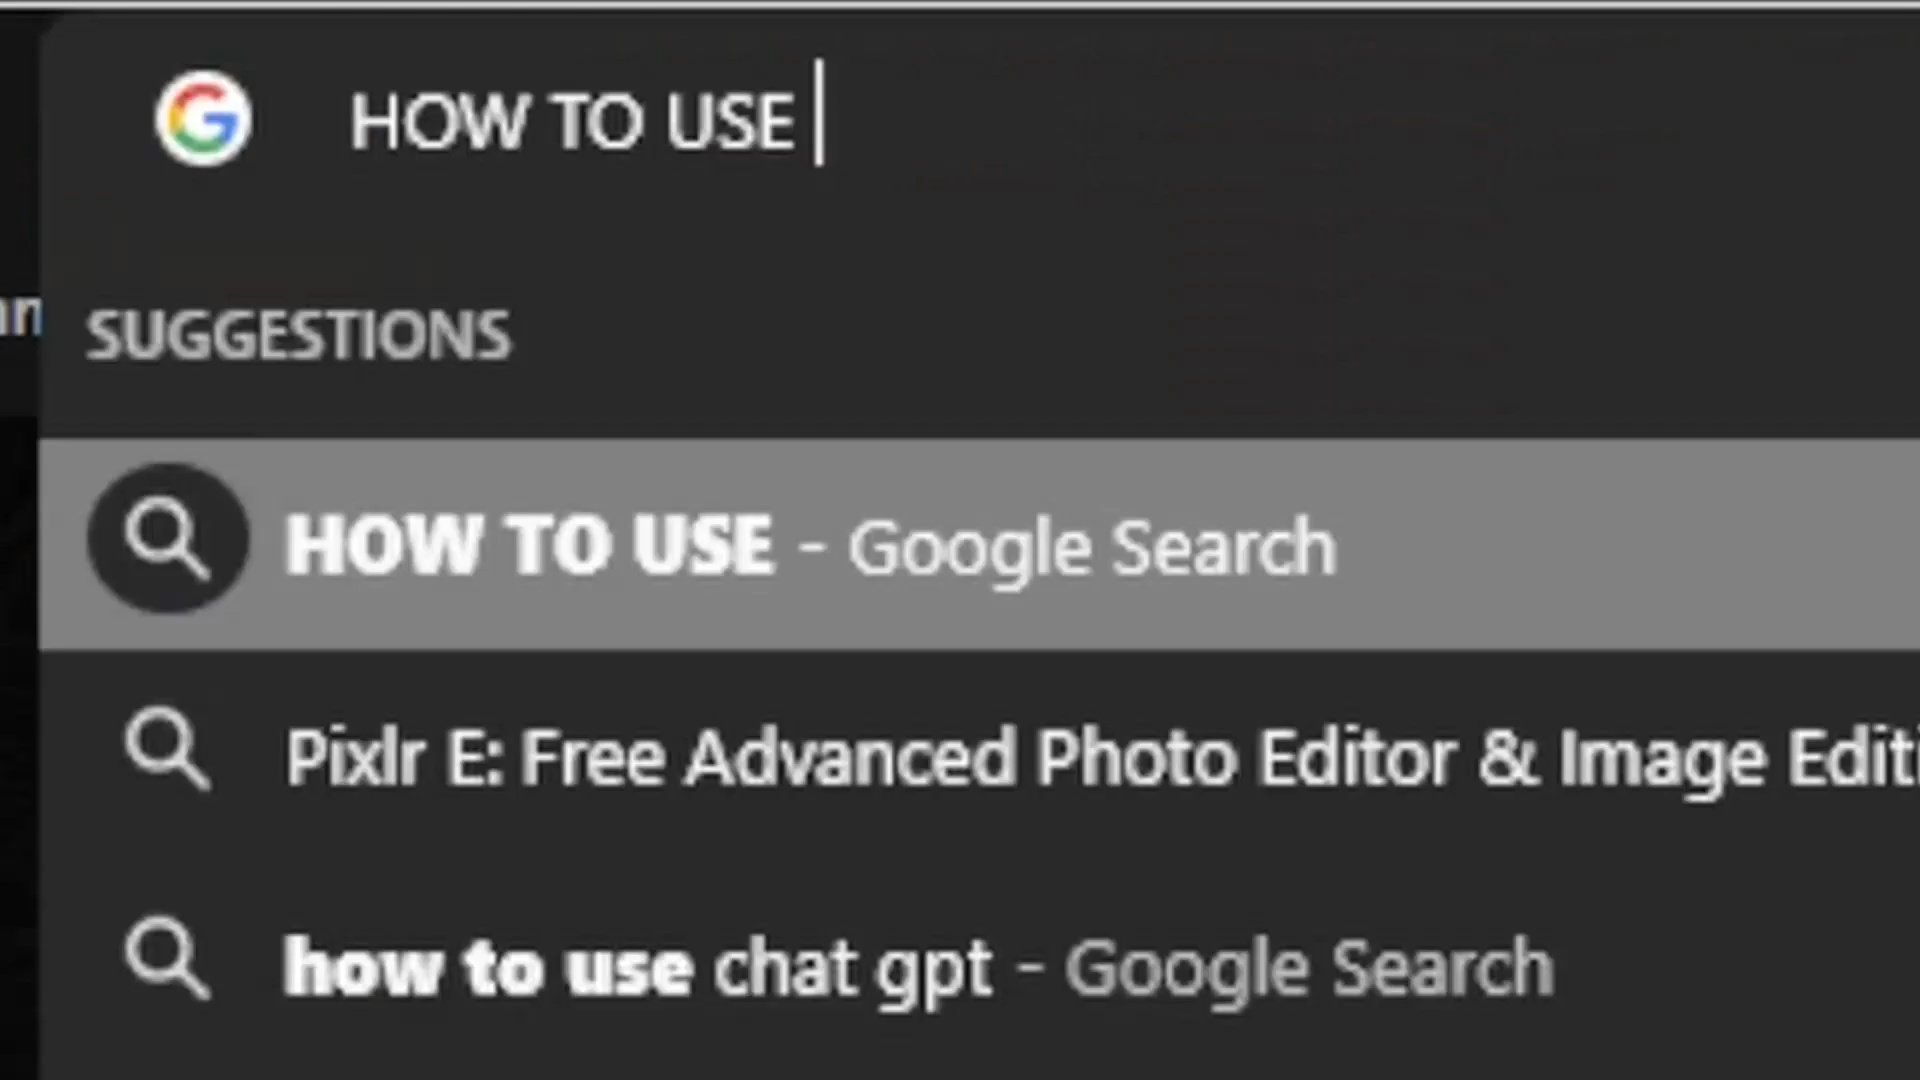 HOW TO USE
SUGGESTIONS
HOW TO USE - Google Search
Pixlr E: Free Advanced Photo Editor & Image Editi
how to use chat gpt - Google Search